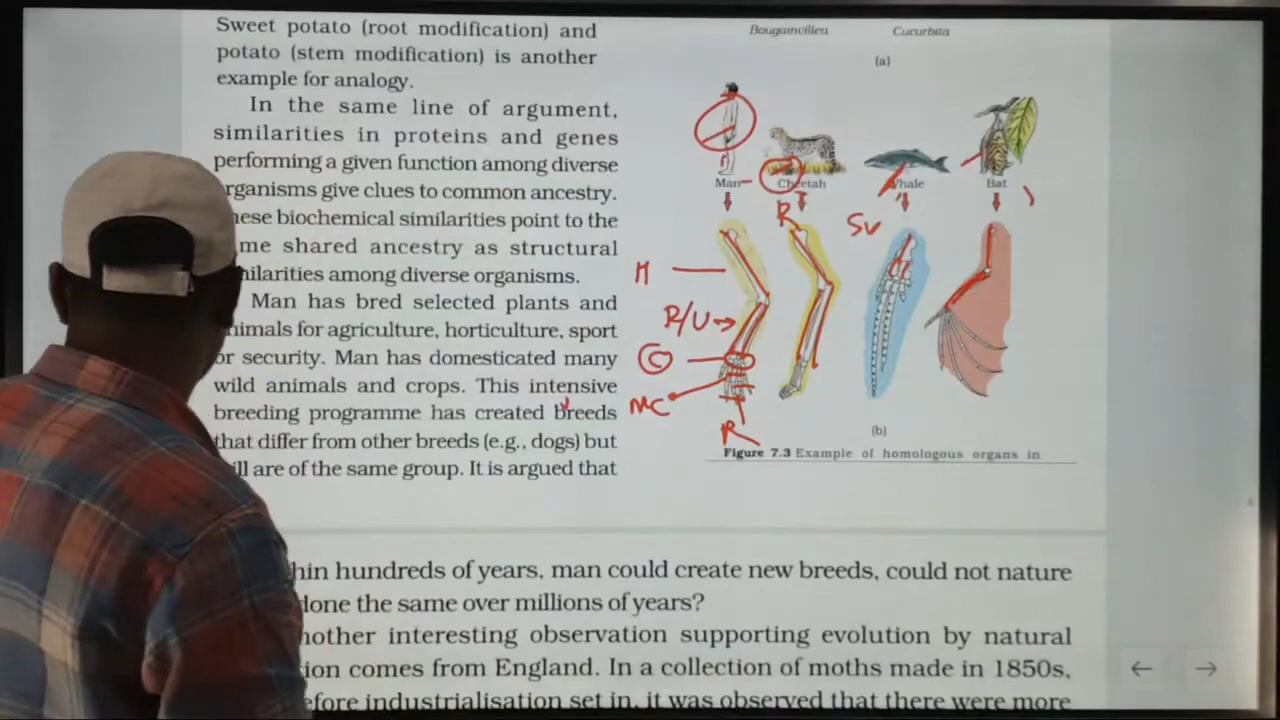 Sweet potato (root modification) and
potato (stem modification) is another
example for analogy.
In the same line of argument,
similarities in proteins and genes
performing a given function among diverse
rganisms give clues to common ancestry.
ese biochemical similarities point to the
me shared ancestry as structural
ilarities among diverse organisms.
Man has bred selected plants and
nimals for agriculture, horticulture, sport
or security. Man has domesticated many
wild animals and crops. This intensive
breeding programme has created breeds
that differ from other breeds (e.g., dogs) but
ll are of the same group. It is argued that
Bougainvillea Cucurbita
(a)
Man Cheetah Whale Bat
R Sw
H
R/U
C
MC
R
(b)
Figure 7.3 Example of homologous organs in
hin hundreds of years, man could create new breeds, could not nature
done the same over millions of years?
nother interesting observation supporting evolution by natural
ion comes from England. In a collection of moths made in 1850s,
efore industrialisation set in, it was observed that there were more